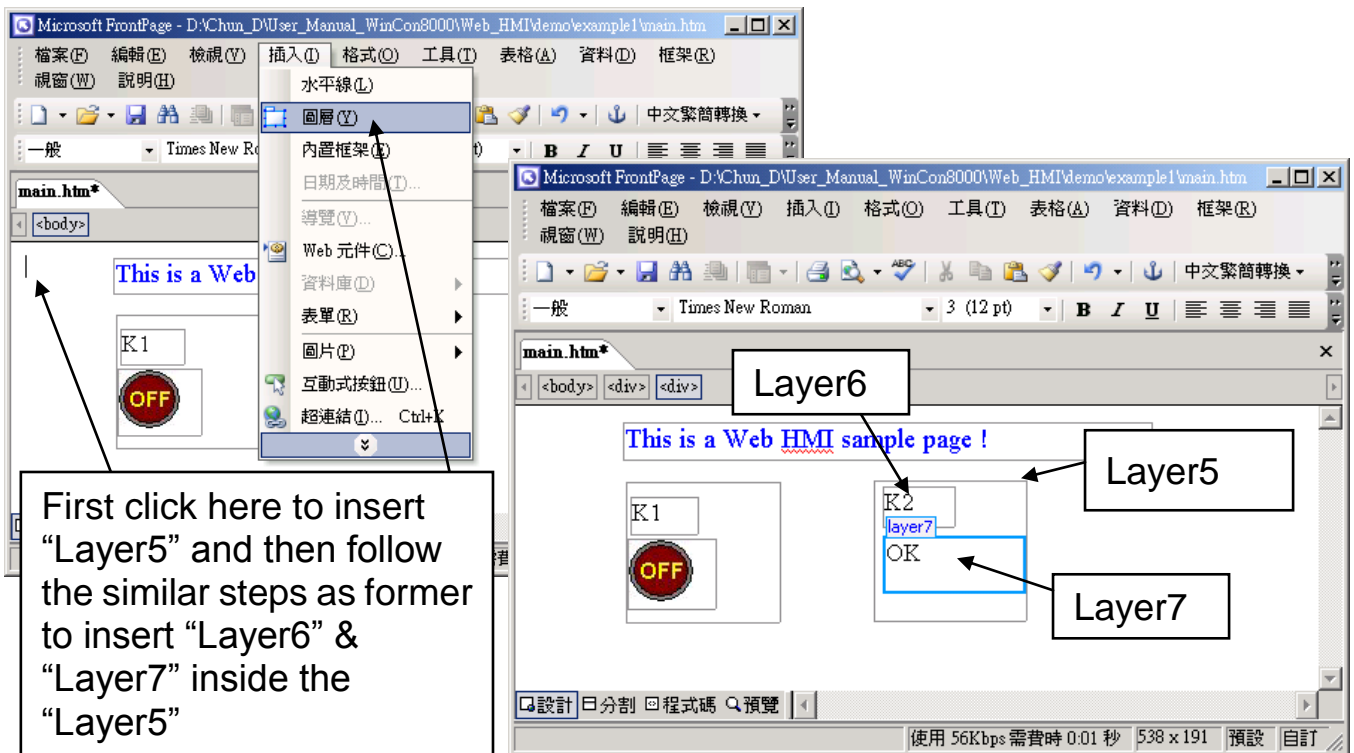 Microsoft FrontPage - D:\Chun_D\User_Manual_WinCon8000\Web_HMI\demo\example1\main.htm
檔案(F) 編輯(E) 檢視(V) 插入(I) 格式(O) 工具(T) 表格(A) 資料(D) 框架(R)
視窗(W) 說明(H)
中文繁簡轉換
一般 Times New
B I U
main.htm*
<body>
水平線(L)
圖層(Y)
內置框架(E)
日期及時間(T)...
導覽(V)...
Web 元件(C)...
資料庫(D)
表單(R)
圖片(P)
互動式按鈕(U)...
超連結(I)... Ctrl+K
This is a Web
K1
OFF
First click here to insert
“Layer5” and then follow
the similar steps as former
to insert “Layer6” &
“Layer7” inside the
“Layer5”
Microsoft FrontPage - D:\Chun_D\User_Manual_WinCon8000\Web_HMI\demo\example1\main.htm
檔案(F) 編輯(E) 檢視(V) 插入(I) 格式(O) 工具(T) 表格(A) 資料(D) 框架(R)
視窗(W) 說明(H)
ABC 中文繁簡轉換
一般 Times New Roman 3 (12 pt) B I U
main.htm*
<body> <div> <div>
Layer6
This is a Web HMI sample page !
Layer5
K1
OFF
K2
layer7
OK
Layer7
設計 分割 程式碼 預覽
使用 56Kbps 需費時 0:01 秒 538 x 191 預設 自訂